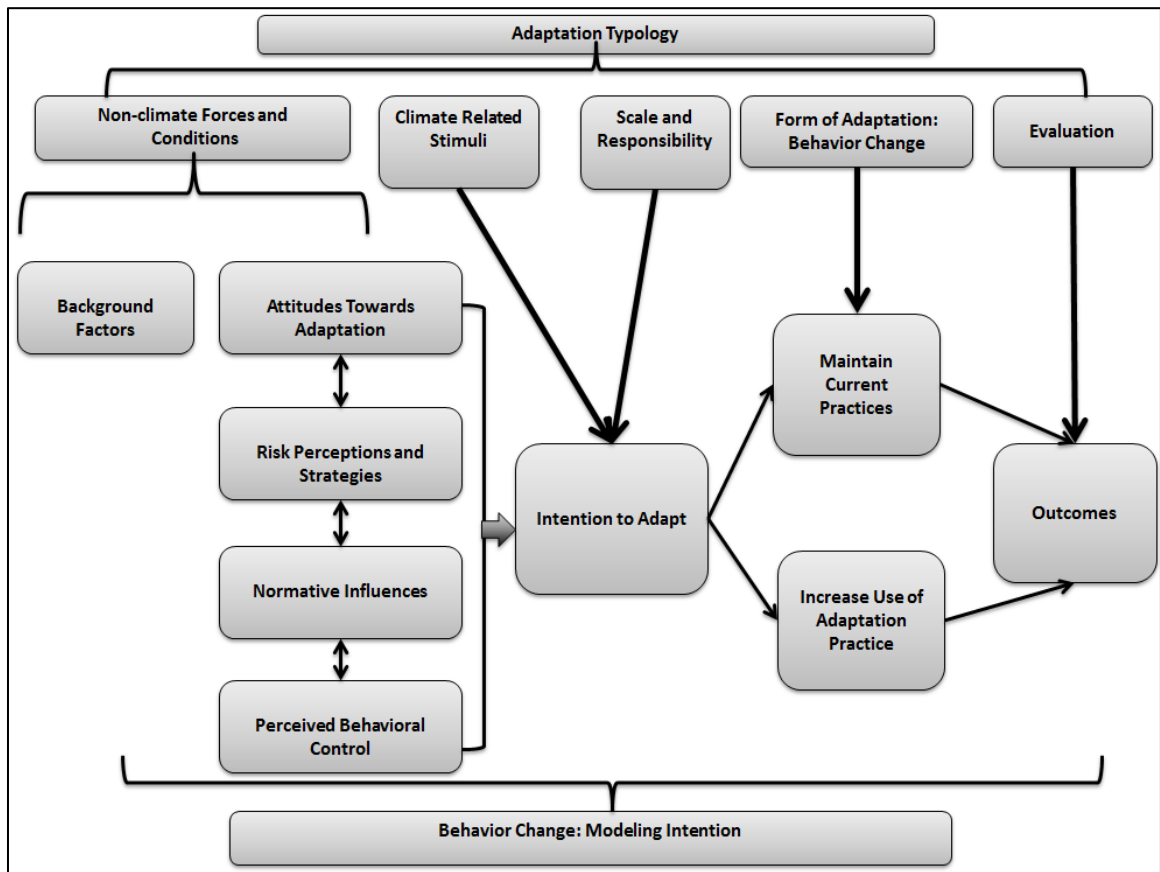 Adaptation Typology
Non-climate Forces and
Conditions
Climate Related
Stimuli
Scale and
Responsibility
Form of Adaptation:
Behavior Change
Evaluation
Background
Factors
Attitudes Towards
Adaptation
Risk Perceptions and
Strategies
Normative Influences
Perceived Behavioral
Control
Intention to Adapt
Maintain
Current
Practices
Increase Use of
Adaptation
Practice
Outcomes
Behavior Change: Modeling Intention